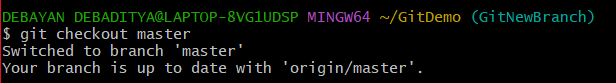 DEBAYAN DEBADITYA@LAPTOP-8VG1UDSP MINGW64 ~/GitDemo (GitNewBranch)
$ git checkout master
Switched to branch 'master'
Your branch is up to date with 'origin/master'.